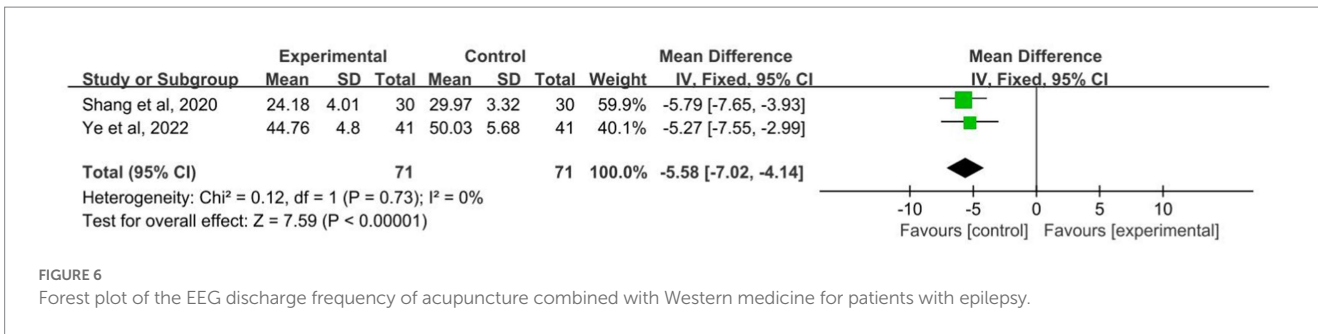 Experimental Control Mean Difference Mean Difference
Study or Subgroup Mean SD Total Mean SD Total Weight IV, Fixed, 95% CI IV, Fixed, 95% CI
Shang et al, 2020 24.18 4.01 30 29.97 3.32 30 59.9% -5.79 [-7.65, -3.93]
Ye et al, 2022 44.76 4.8 41 50.03 5.68 41 40.1% -5.27 [-7.55, -2.99]
Total (95% CI) 71 71 100.0% -5.58 [-7.02, -4.14]
Heterogeneity: Chi² = 0.12, df = 1 (P = 0.73); I² = 0%
Test for overall effect: Z = 7.59 (P < 0.00001)
-10 -5 0 5 10
Favours [control] Favours [experimental]
FIGURE 6
Forest plot of the EEG discharge frequency of acupuncture combined with Western medicine for patients with epilepsy.